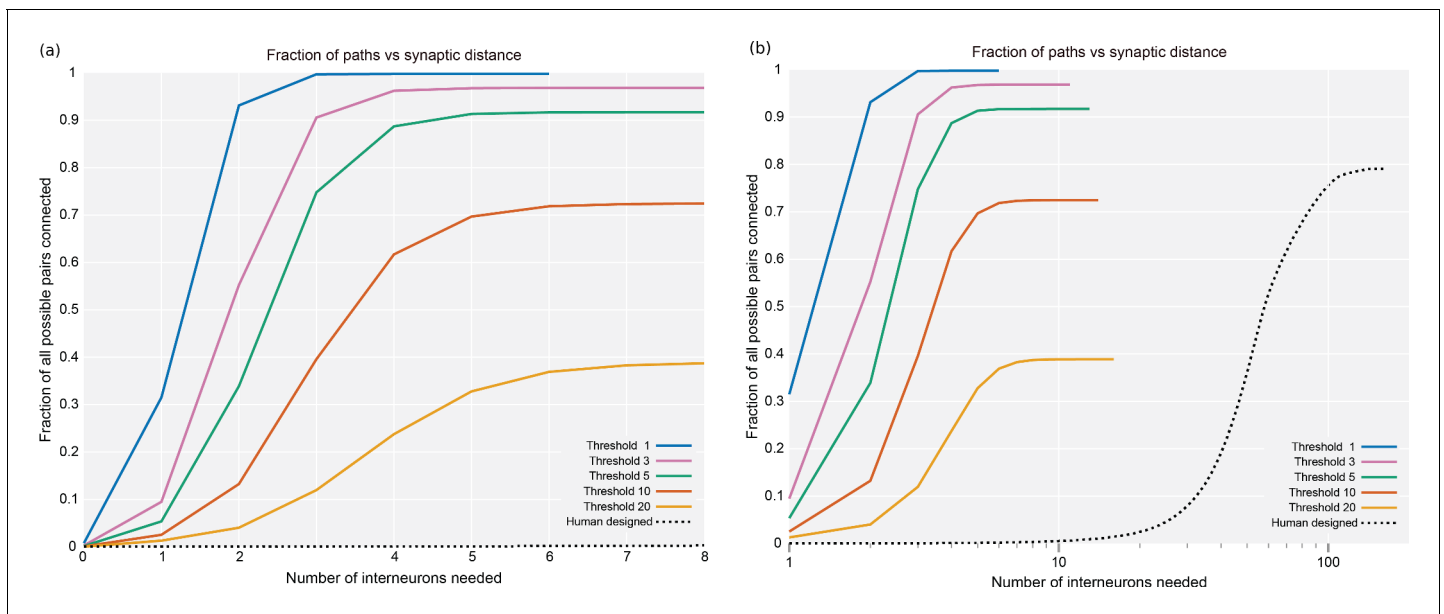 (a)
Fraction of paths vs synaptic distance
Fraction of all possible pairs connected
1
0.9
0.8
0.7
0.6
0.5
0.4
0.3
0.2
0.1
0
Threshold 1
Threshold 3
Threshold 5
Threshold 10
Threshold 20
Human designed
0 1 2 3 4 5 6 7 8
Number of interneurons needed
(b)
Fraction of paths vs synaptic distance
Fraction of all possible pairs connected
1
0.9
0.8
0.7
0.6
0.5
0.4
0.3
0.2
0.1
0
Threshold 1
Threshold 3
Threshold 5
Threshold 10
Threshold 20
Human designed
1 10 100
Number of interneurons needed